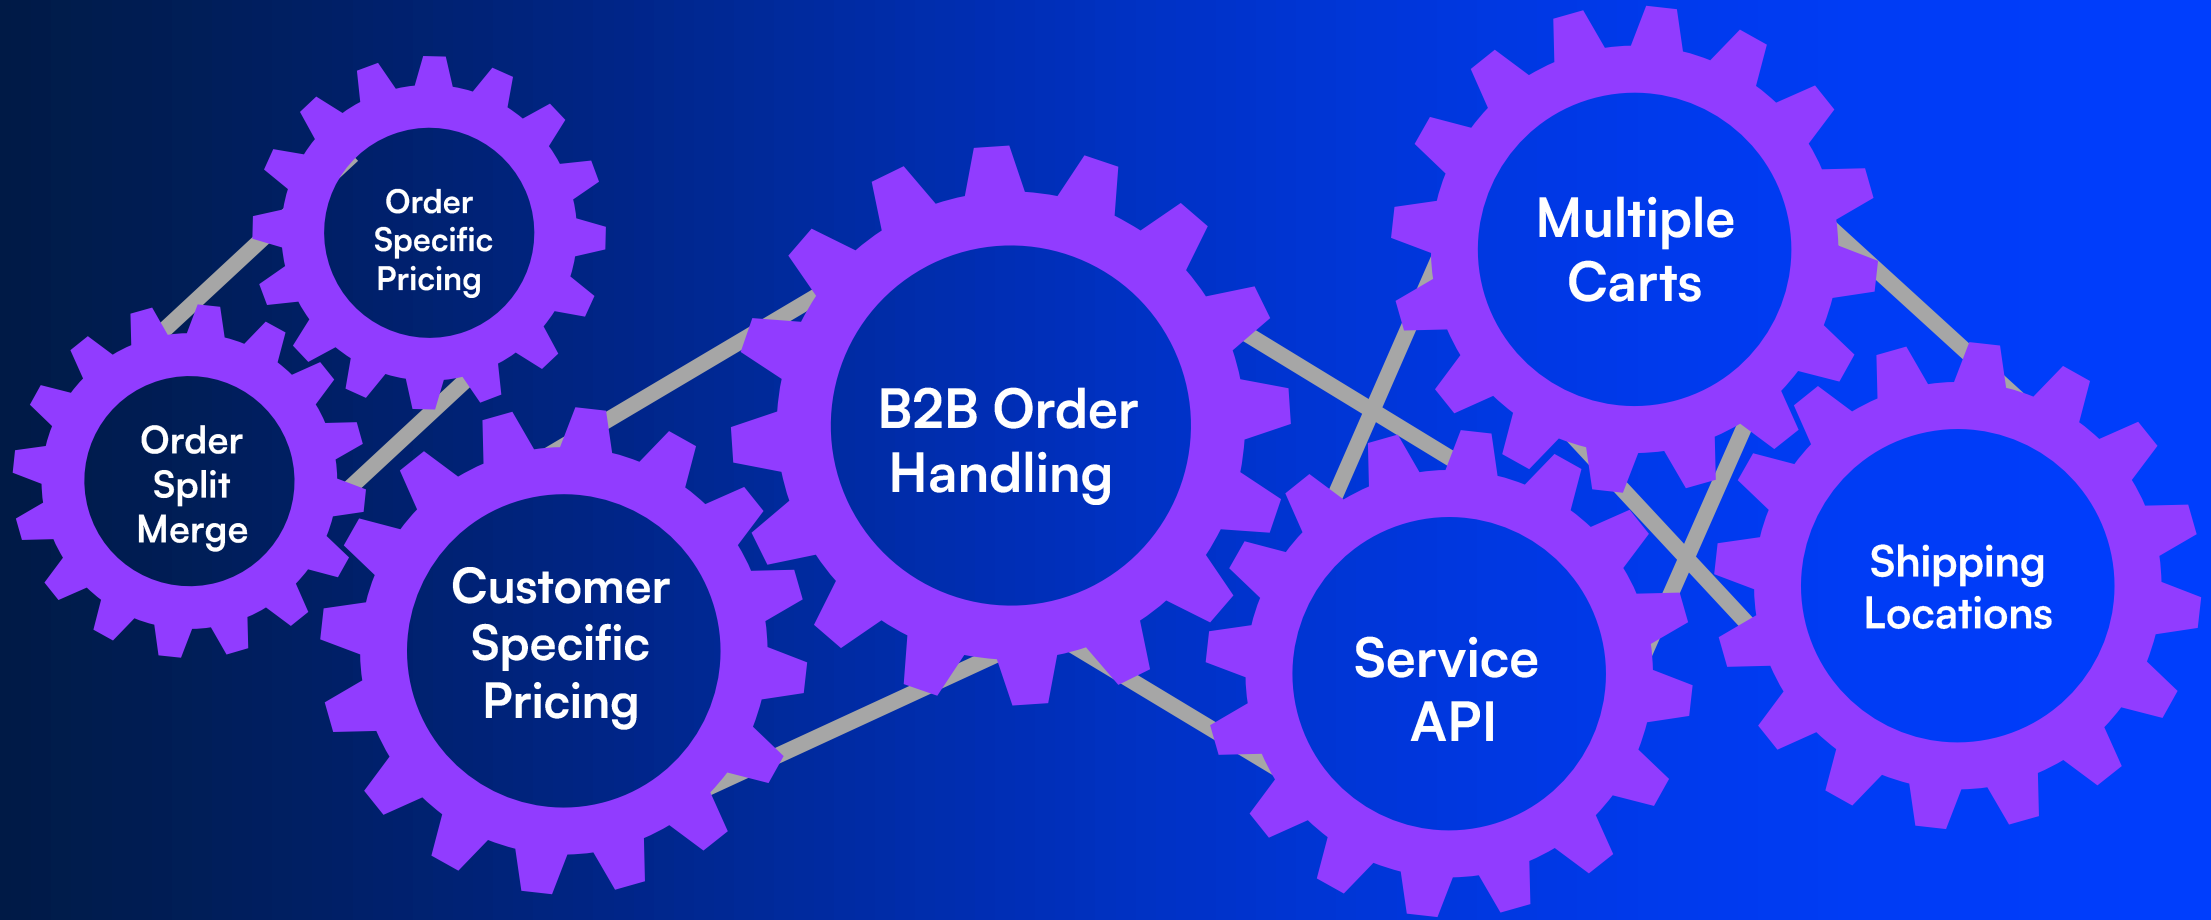 Order
Specific
Pricing
Order
Split
Merge
Customer
Specific
Pricing
B2B Order
Handling
Multiple
Carts
Service
API
Shipping
Locations